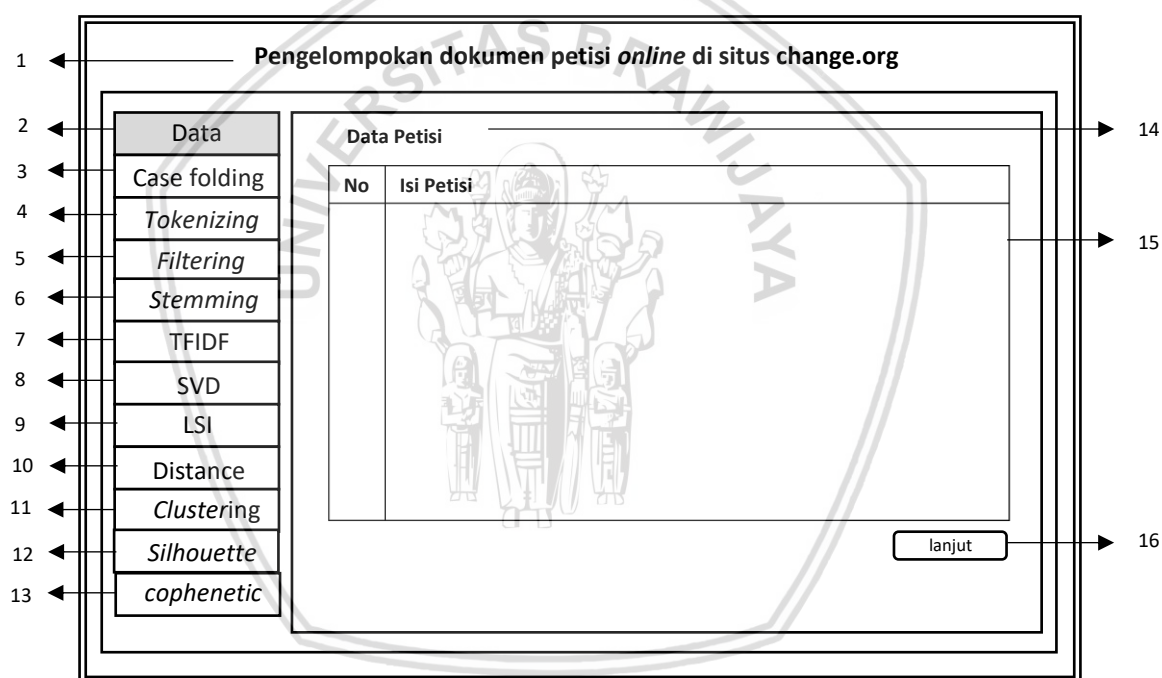 1
Pengelompokan dokumen petisi online di situs change.org
2
Data
3
Case folding
4
Tokenizing
5
Filtering
6
Stemming
7
TFIDF
8
SVD
9
LSI
10
Distance
11
Clustering
12
Silhouette
13
cophenetic
Data Petisi
14
No Isi Petisi
15
lanjut
16
UNIVERSITAS BRAWIJAYA